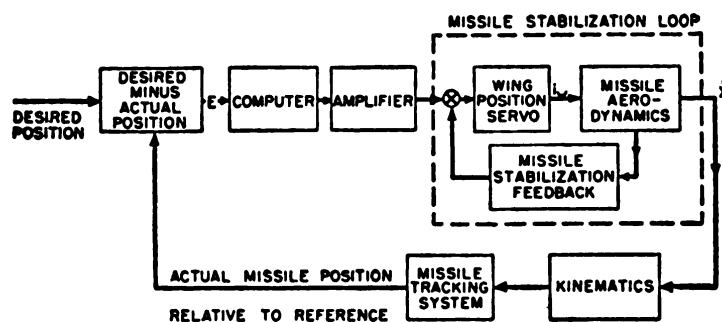 MISSILE STABILIZATION LOOP
DESIRED
MINUS
ACTUAL
POSITION
E
COMPUTER
AMPLIFIER
WING
POSITION
SERVO
MISSILE
AERO-
DYNAMICS
DESIRED
POSITION
MISSILE
STABILIZATION
FEEDBACK
ACTUAL MISSILE POSITION
RELATIVE TO REFERENCE
MISSILE
TRACKING
SYSTEM
KINEMATICS